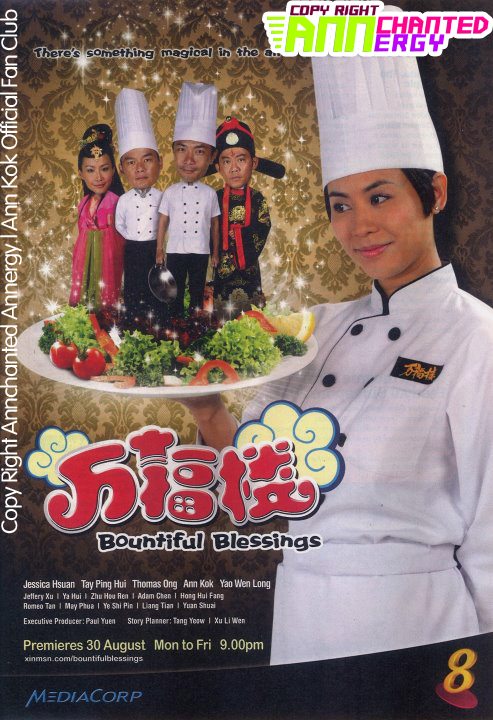 COPY RIGHT
ANNCHANTED
ANNERGY
There's something magical in the
Copy Right Annchanted Annergy | Ann Kok Official Fan Club
万福楼
万福楼
Bountiful Blessings
Jessica Hsuan Tay Ping Hui Thomas Ong Ann Kok Yao Wen Long
Jeffery Xu | Ya Hui | Zhu Hou Ren | Adam Chen | Hong Hui Fang
Romeo Tan | May Phua | Ye Shi Pin | Liang Tian | Yuan Shuai
Executive Producer: Paul Yuen Story Planner: Tang Yeow | Xu Li Wen
Premieres 30 August Mon to Fri 9.00pm
xinmsn.com/bountifulblessings
8
MEDIACORP